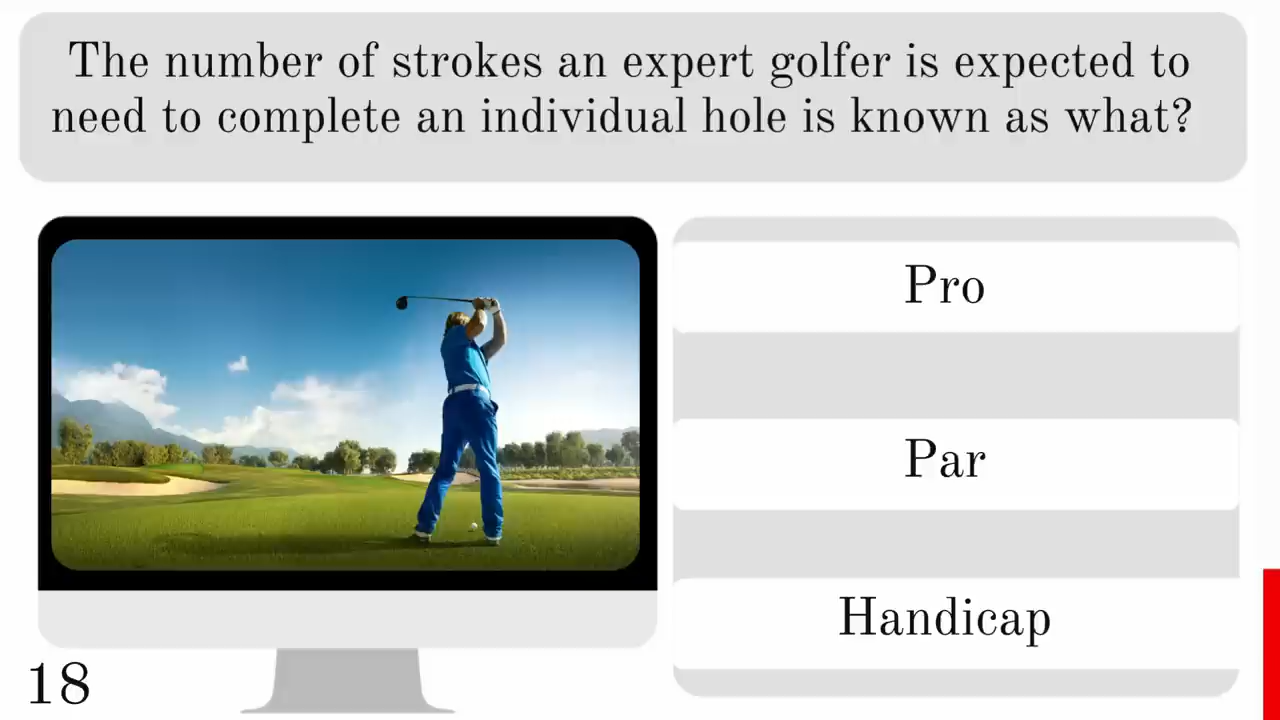 The number of strokes an expert golfer is expected to
need to complete an individual hole is known as what?
Pro
Par
Handicap
18